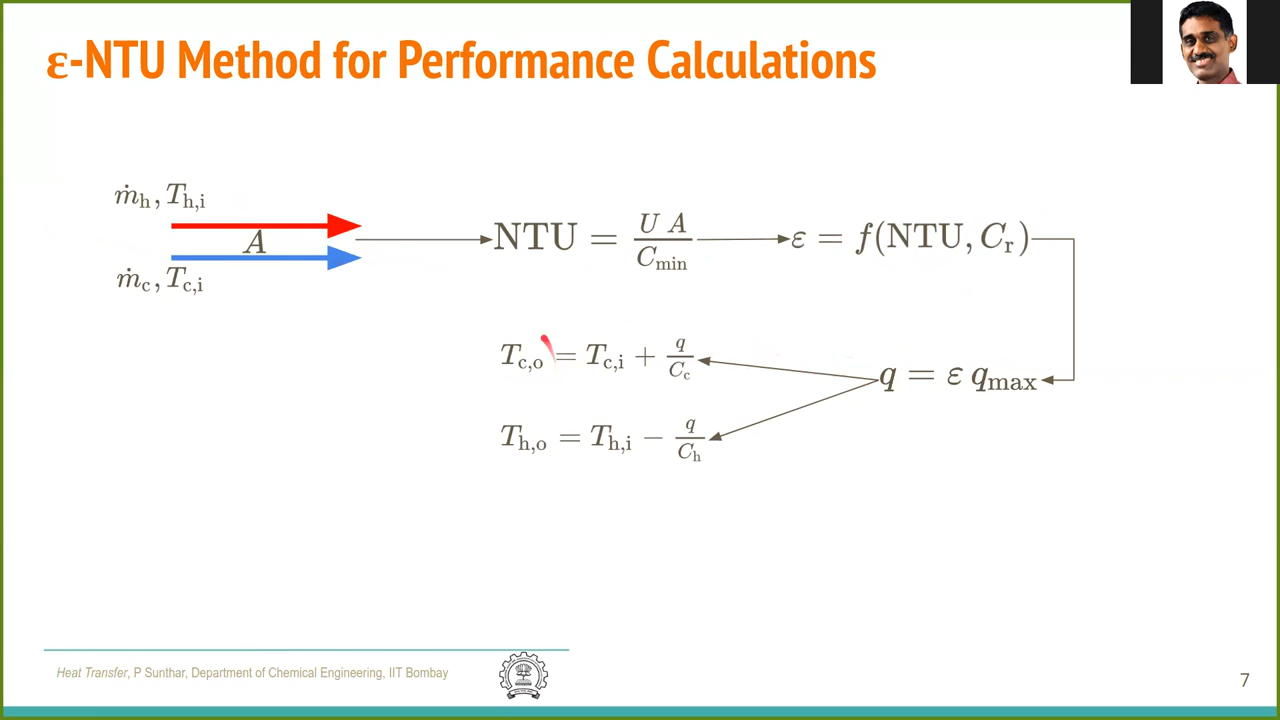 ε-NTU Method for Performance Calculations
ṁh, Th,i
A
ṁc, Tc,i
NTU = U A / Cmin
ε = f(NTU, Cr)
Tc,o = Tc,i + q / Cc
q = ε qmax
Th,o = Th,i − q / Ch
Heat Transfer, P Sunthar, Department of Chemical Engineering, IIT Bombay
7